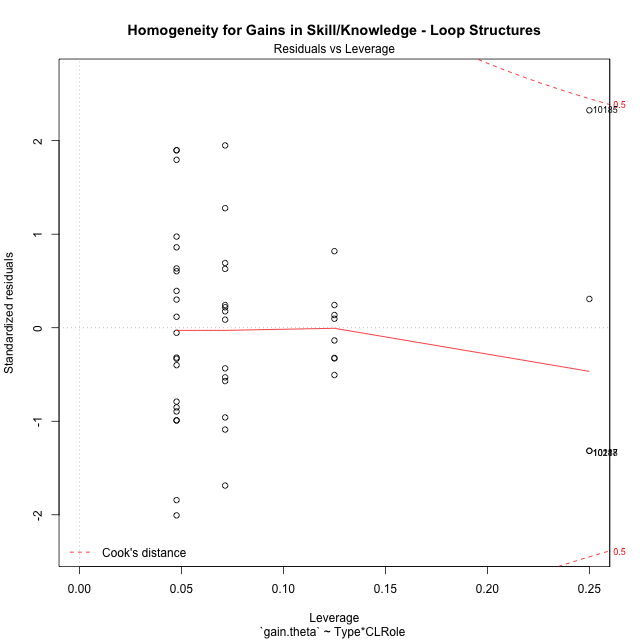 Homogeneity for Gains in Skill/Knowledge - Loop Structures
Residuals vs Leverage
0.5
10185
2
1
0
-1
-2
Standardized residuals
0.5
Cook's distance
0.00
0.05
0.10
0.15
0.20
0.25
Leverage
`gain.theta` ~ Type*CLRole